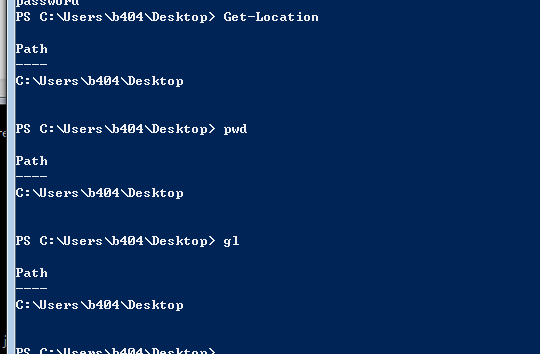 password
PS C:\Users\b404\Desktop> Get-Location
Path
----
C:\Users\b404\Desktop
PS C:\Users\b404\Desktop> pwd
Path
----
C:\Users\b404\Desktop
PS C:\Users\b404\Desktop> gl
Path
----
C:\Users\b404\Desktop
PS C:\Users\b404\Desktop>